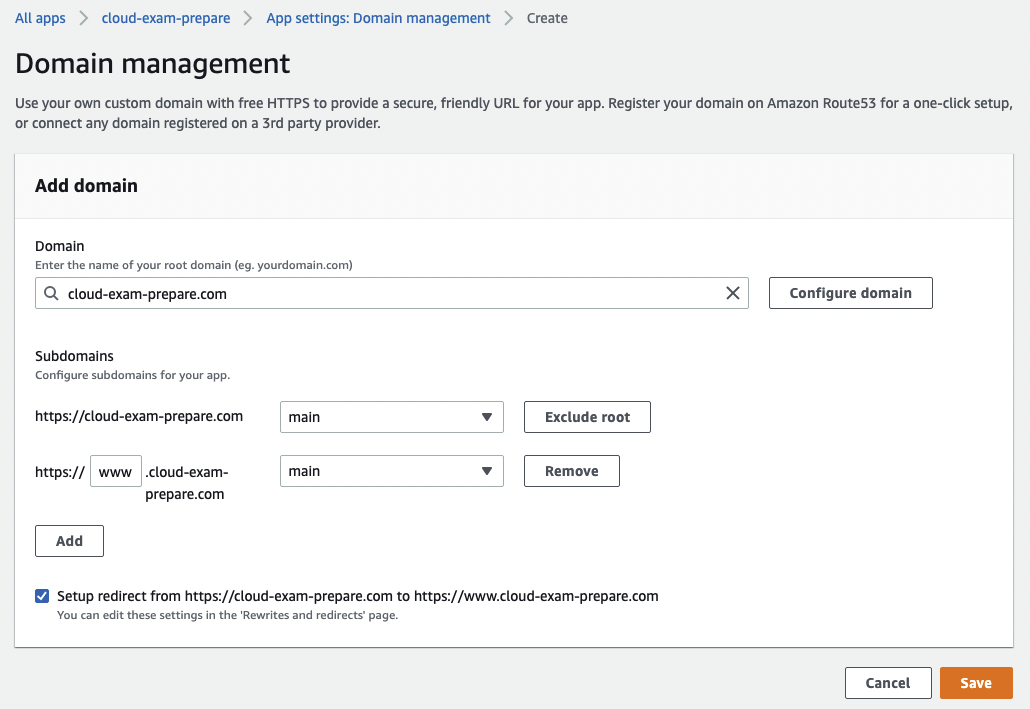 All apps > cloud-exam-prepare > App settings: Domain management > Create
Domain management
Use your own custom domain with free HTTPS to provide a secure, friendly URL for your app. Register your domain on Amazon Route53 for a one-click setup,
or connect any domain registered on a 3rd party provider.
Add domain
Domain
Enter the name of your root domain (eg. yourdomain.com)
cloud-exam-prepare.com Configure domain
Subdomains
Configure subdomains for your app.
https://cloud-exam-prepare.com main Exclude root
https:// www .cloud-exam- main Remove
prepare.com
Add
Setup redirect from https://cloud-exam-prepare.com to https://www.cloud-exam-prepare.com
You can edit these settings in the 'Rewrites and redirects' page.
Cancel Save